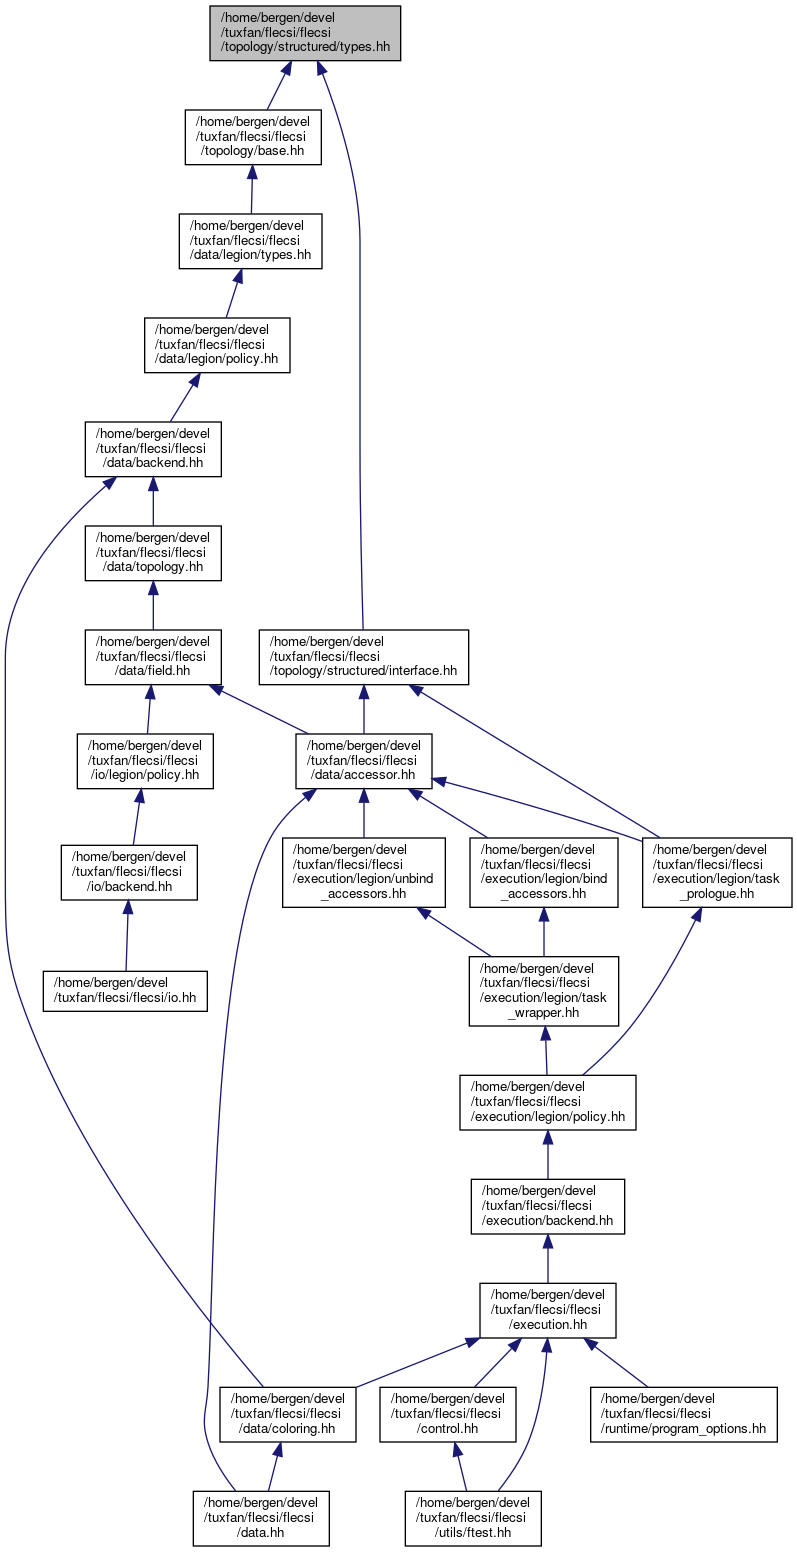 /home/bergen/devel
/tuxfan/flecsi/flecsi
/topology/structured/types.hh
/home/bergen/devel
/tuxfan/flecsi/flecsi
/topology/base.hh
/home/bergen/devel
/tuxfan/flecsi/flecsi
/data/legion/types.hh
/home/bergen/devel
/tuxfan/flecsi/flecsi
/data/legion/policy.hh
/home/bergen/devel
/tuxfan/flecsi/flecsi
/data/backend.hh
/home/bergen/devel
/tuxfan/flecsi/flecsi
/data/topology.hh
/home/bergen/devel
/tuxfan/flecsi/flecsi
/data/field.hh
/home/bergen/devel
/tuxfan/flecsi/flecsi
/topology/structured/interface.hh
/home/bergen/devel
/tuxfan/flecsi/flecsi
/io/legion/policy.hh
/home/bergen/devel
/tuxfan/flecsi/flecsi
/data/accessor.hh
/home/bergen/devel
/tuxfan/flecsi/flecsi
/io/backend.hh
/home/bergen/devel
/tuxfan/flecsi/flecsi
/execution/legion/unbind
_accessors.hh
/home/bergen/devel
/tuxfan/flecsi/flecsi
/execution/legion/bind
_accessors.hh
/home/bergen/devel
/tuxfan/flecsi/flecsi
/execution/legion/task
_prologue.hh
/home/bergen/devel
/tuxfan/flecsi/flecsi/io.hh
/home/bergen/devel
/tuxfan/flecsi/flecsi
/execution/legion/task
_wrapper.hh
/home/bergen/devel
/tuxfan/flecsi/flecsi
/execution/legion/policy.hh
/home/bergen/devel
/tuxfan/flecsi/flecsi
/execution/backend.hh
/home/bergen/devel
/tuxfan/flecsi/flecsi
/execution.hh
/home/bergen/devel
/tuxfan/flecsi/flecsi
/data/coloring.hh
/home/bergen/devel
/tuxfan/flecsi/flecsi
/control.hh
/home/bergen/devel
/tuxfan/flecsi/flecsi
/runtime/program_options.hh
/home/bergen/devel
/tuxfan/flecsi/flecsi
/data.hh
/home/bergen/devel
/tuxfan/flecsi/flecsi
/utils/ftest.hh